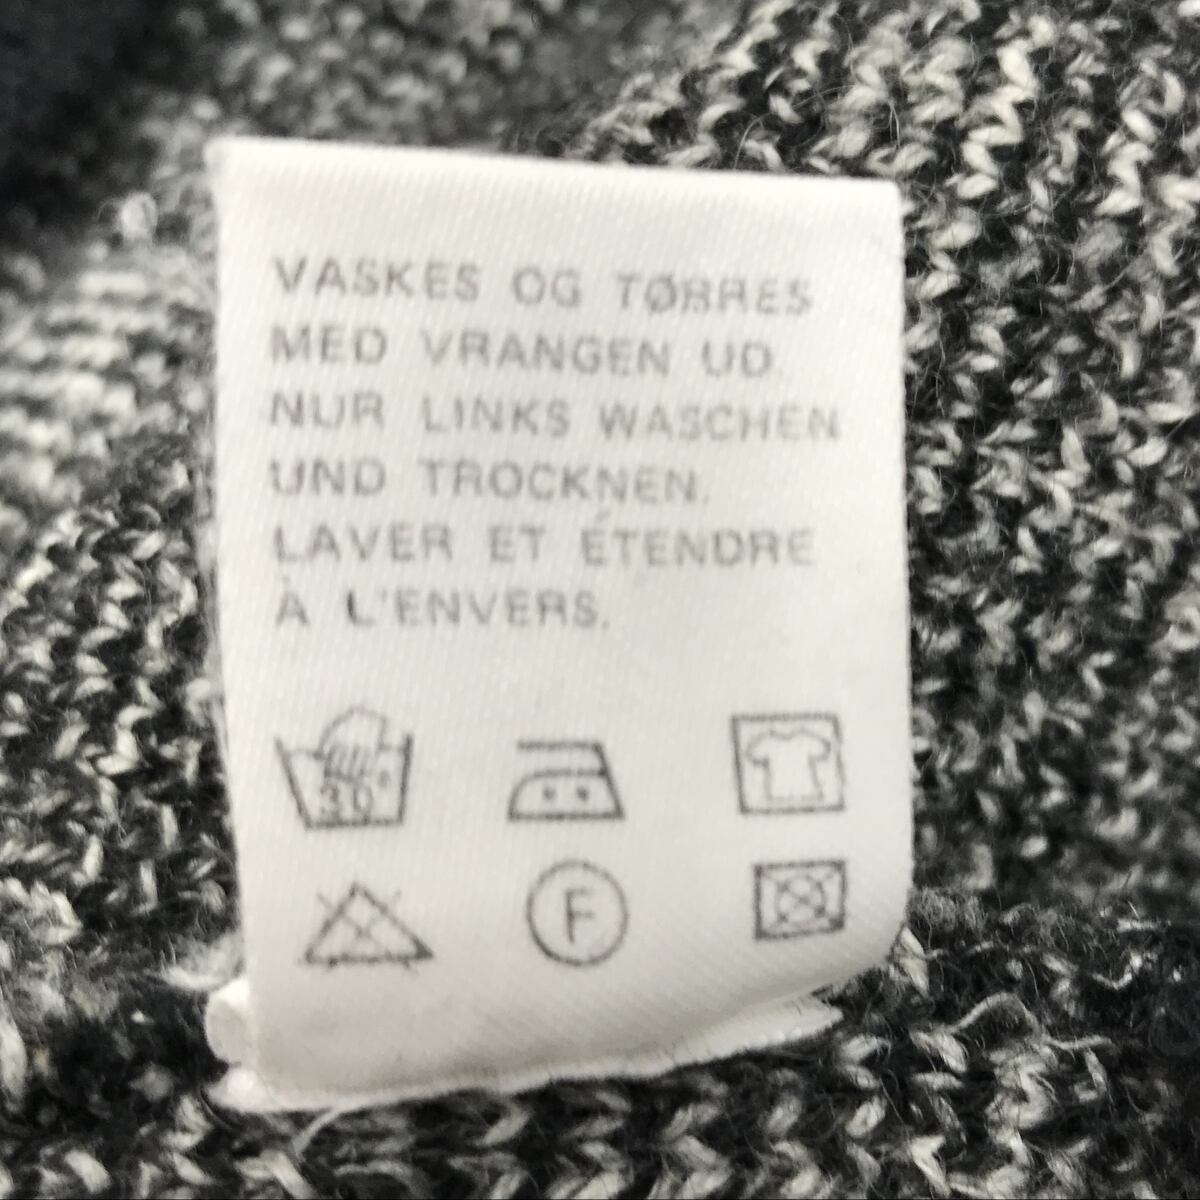 VASKES OG TØRRES
MED VRANGEN UD.
NUR LINKS WASCHEN
UND TROCKNEN.
LAVER ET ÉTENDRE
À L'ENVERS.
30°
F